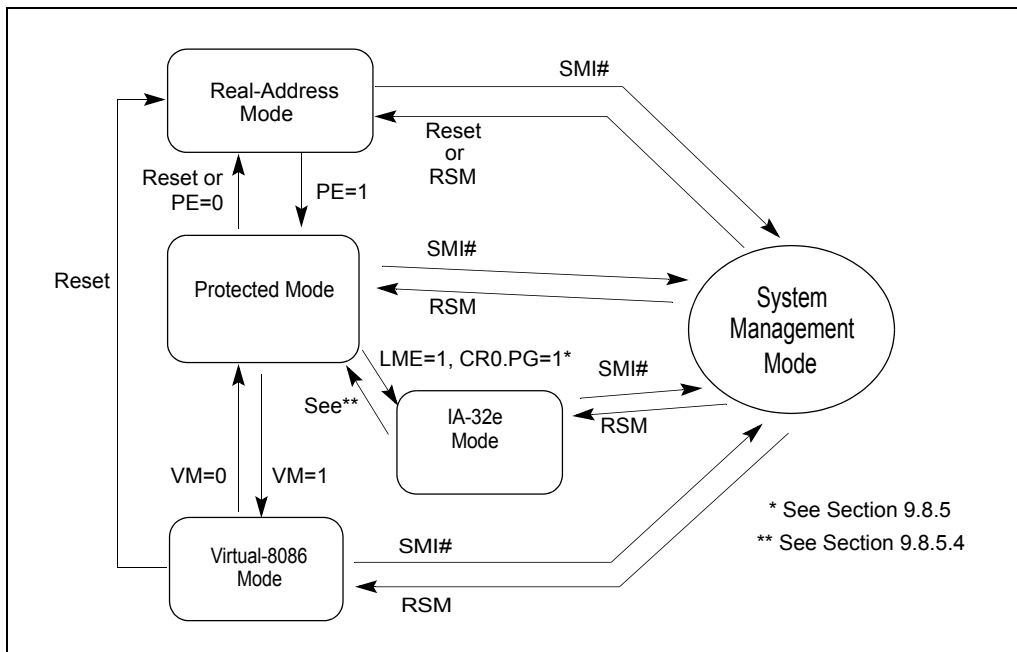 Real-Address
Mode
SMI#
Reset
or
RSM
Reset or
PE=0
PE=1
SMI#
Reset
Protected Mode
RSM
System
Management
Mode
LME=1, CR0.PG=1*
SMI#
See**
IA-32e
Mode
RSM
VM=0
VM=1
* See Section 9.8.5
Virtual-8086
Mode
SMI#
** See Section 9.8.5.4
RSM